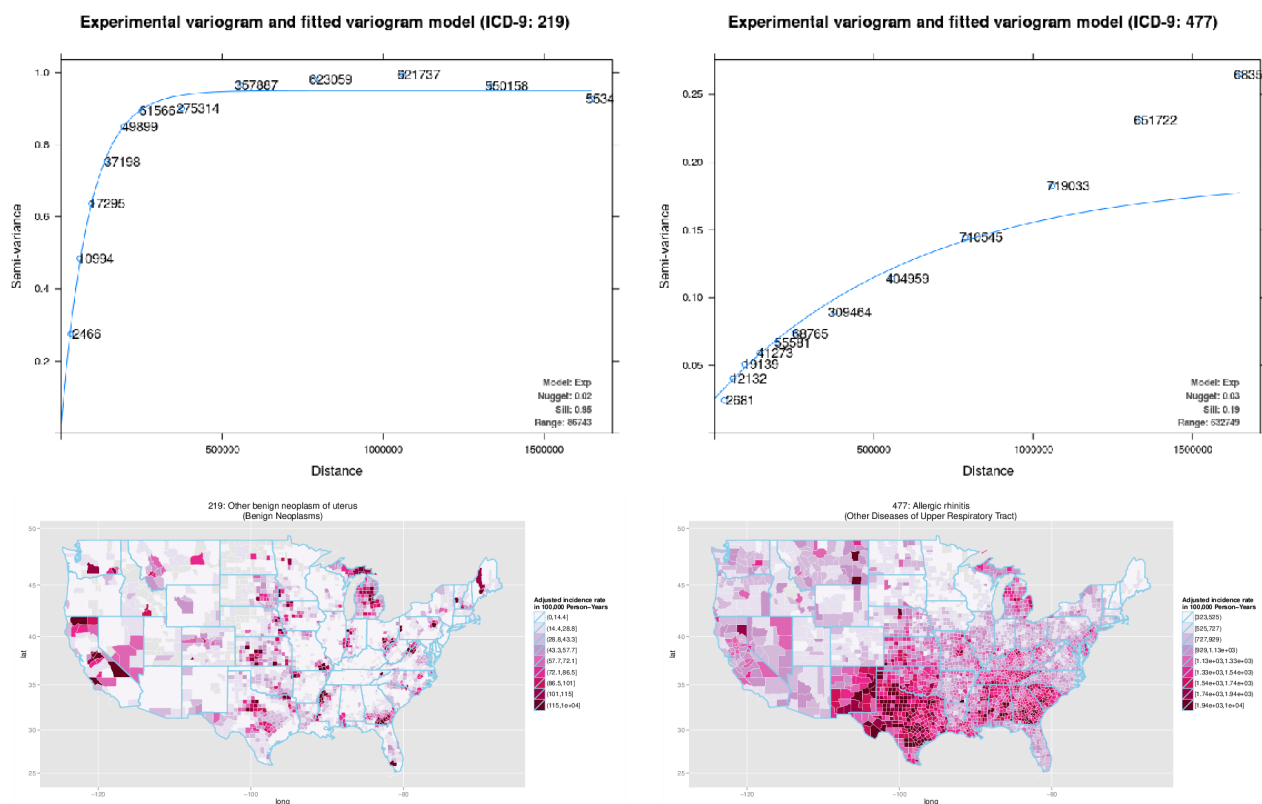 Experimental variogram and fitted variogram model (ICD-9: 219)
1.0
0.8
0.6
0.4
0.2
Semi-variance
2466
10994
17295
37198
49899
275314
357887
623059
621737
550158
5534
Model: Exp
Nugget: 0.02
Sill: 0.95
Range: 86743
500000
1000000
1500000
Distance
Experimental variogram and fitted variogram model (ICD-9: 477)
0.25
0.20
0.15
0.10
0.05
Semi-variance
2681
12132
19139
41273
55581
68765
309464
404959
719033
651722
6835
Model: Exp
Nugget: 0.03
Sill: 0.19
Range: 632749
500000
1000000
1500000
Distance
219: Other benign neoplasm of uterus
(Benign Neoplasms)
50
45
40
35
30
25
lat
−120
−100
−80
long
Adjusted incidence rate
in 100,000 Person−Years
(0,14.4]
(14.4,28.8]
(28.8,43.3]
(43.3,57.7]
(57.7,72.1]
(72.1,86.5]
(86.5,101]
(101,115]
(115,1e+04]
477: Allergic rhinitis
(Other Diseases of Upper Respiratory Tract)
50
45
40
35
30
25
lat
−120
−100
−80
long
Adjusted incidence rate
in 100,000 Person−Years
(323,525]
(525,727]
(727,929]
(929,1.13e+03]
(1.13e+03,1.33e+03]
(1.33e+03,1.54e+03]
(1.54e+03,1.74e+03]
(1.74e+03,1.94e+03]
(1.94e+03,1e+04]